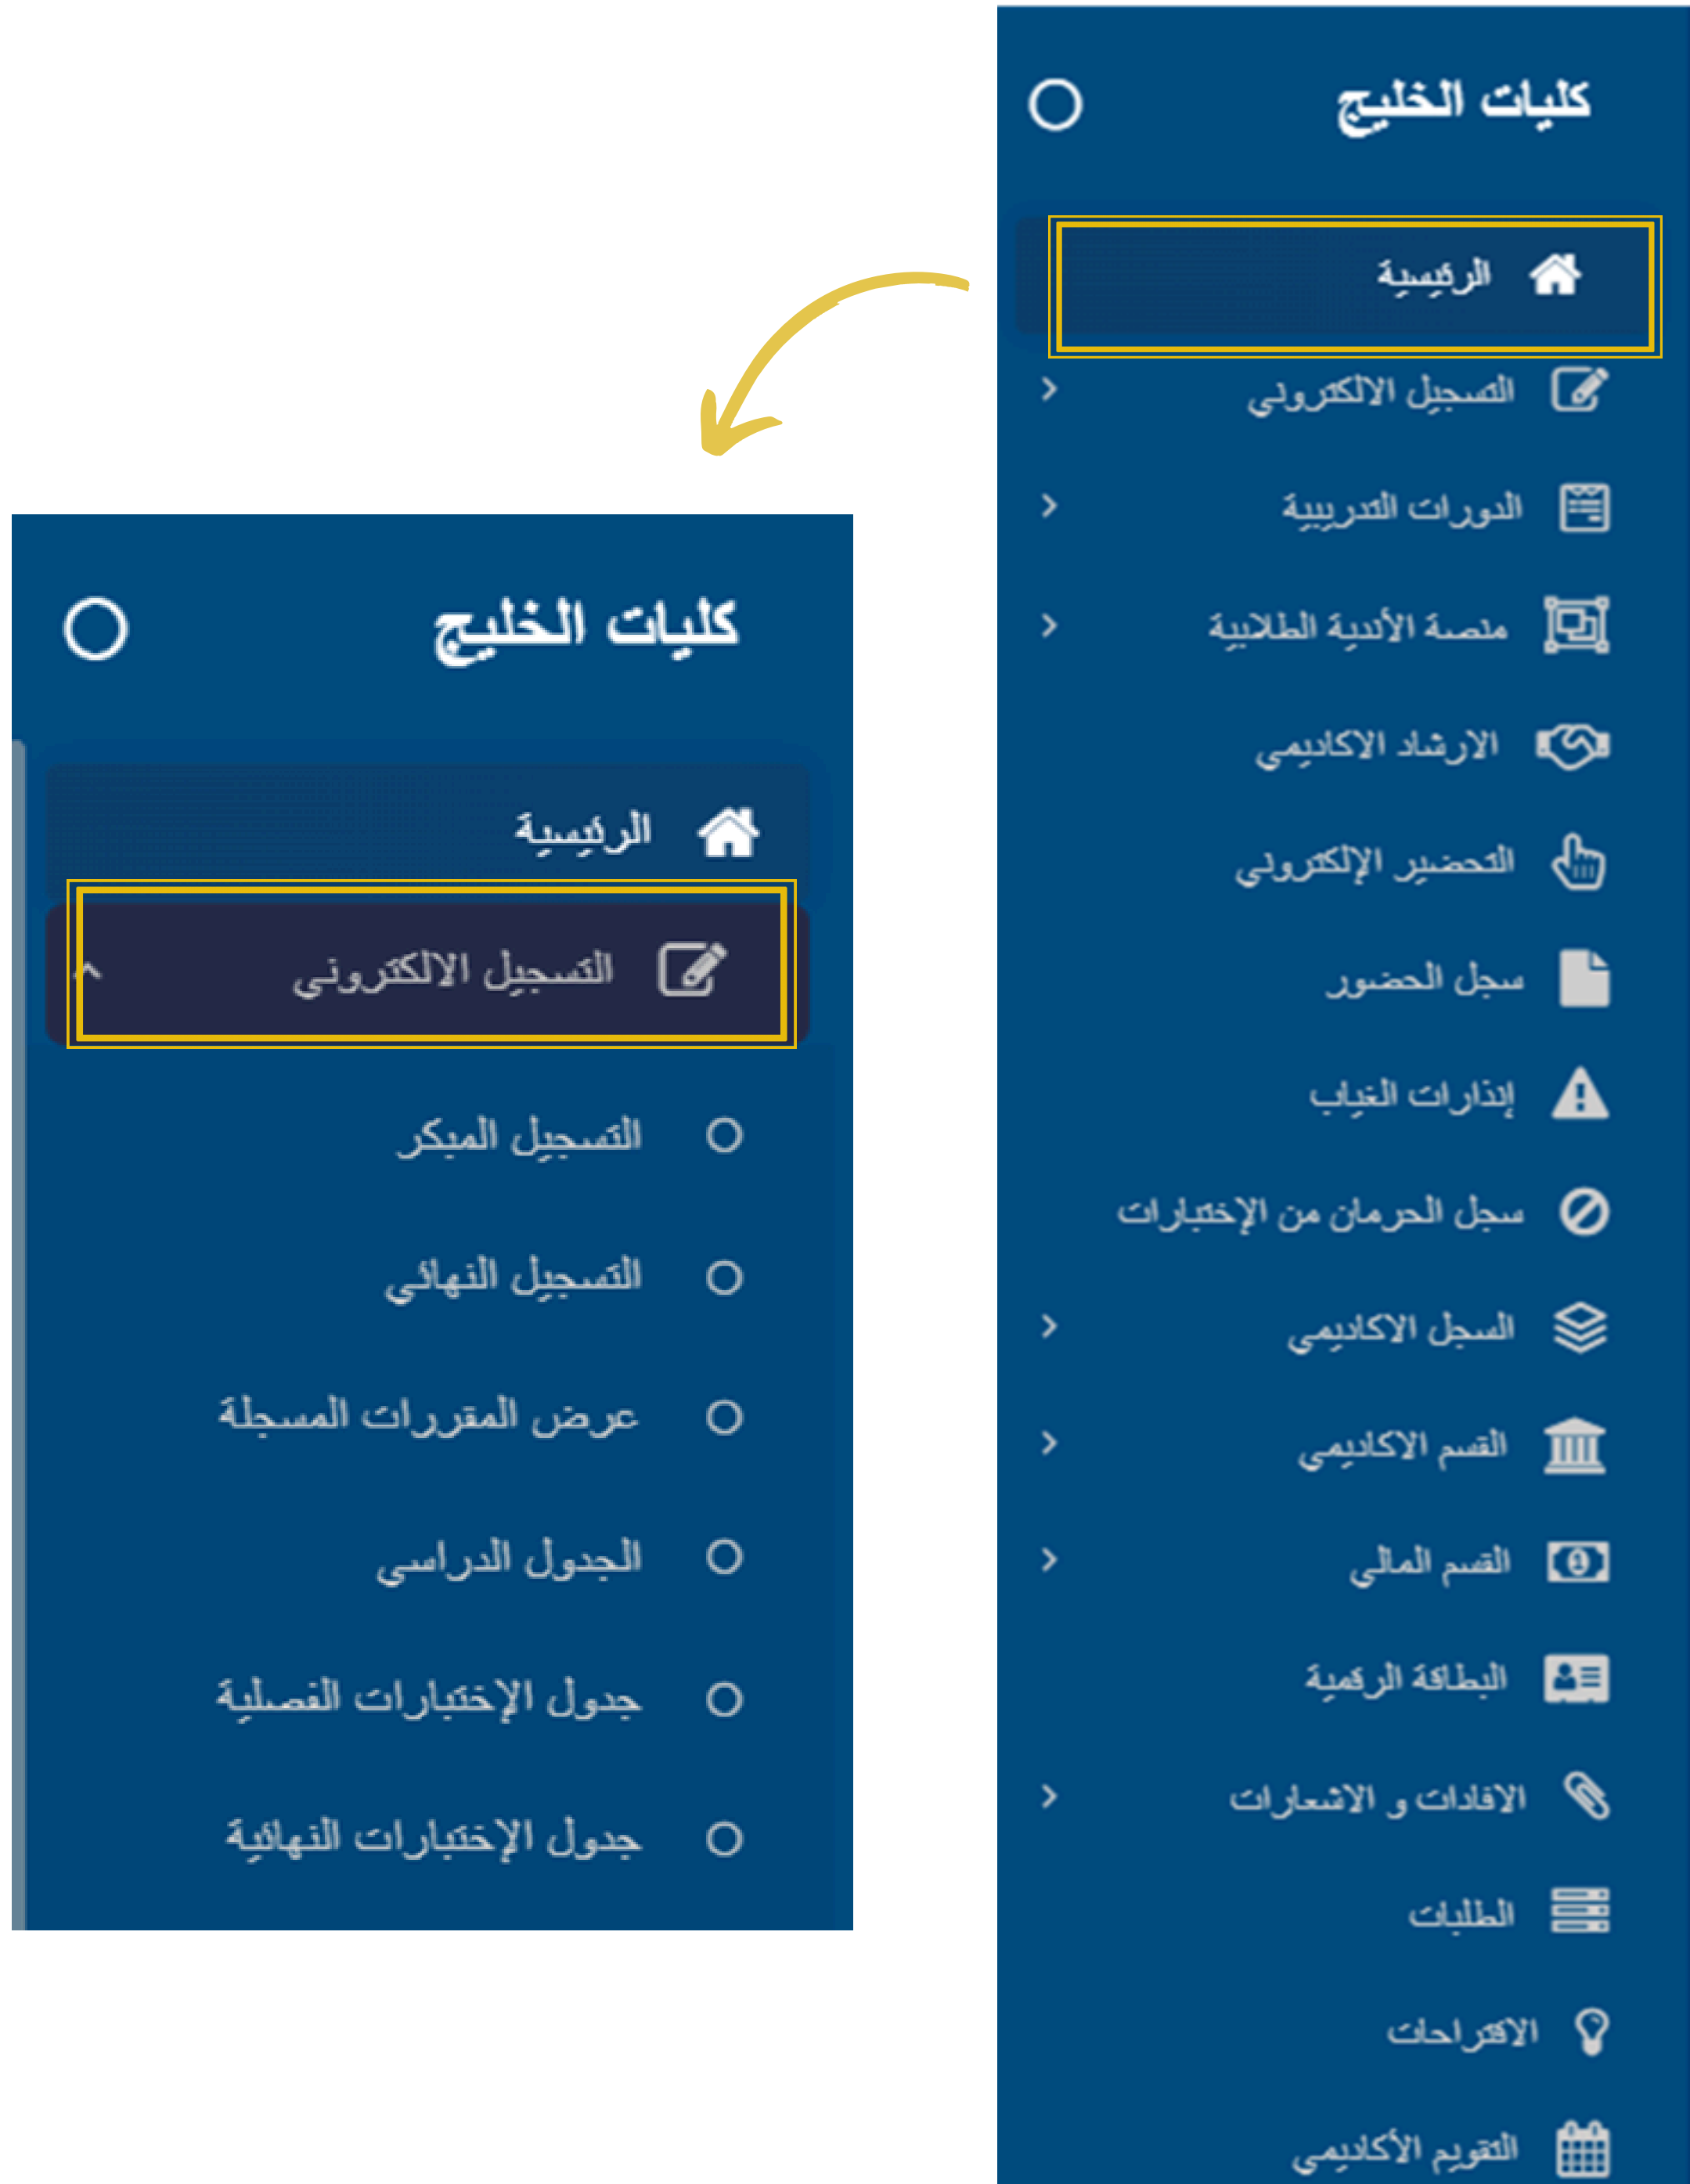 كليات الخليج
الرئيسية
التسجيل الالكتروني
الدورات التدريبية
منصة الأندية الطلابية
الارشاد الاكاديمي
التحضير الإلكتروني
سجل الحضور
إنذارات الغياب
سجل الحرمان من الإختبارات
السجل الاكاديمي
القسم الاكاديمي
القسم المالي
البطاقة الرقمية
الافادات و الاشعارات
الطلبات
الاقتراحات
التقويم الأكاديمي
كليات الخليج
الرئيسية
التسجيل الالكتروني
التسجيل المبكر
التسجيل النهائي
عرض المقررات المسجلة
الجدول الدراسي
جدول الإختبارات الفصلية
جدول الإختبارات النهائية